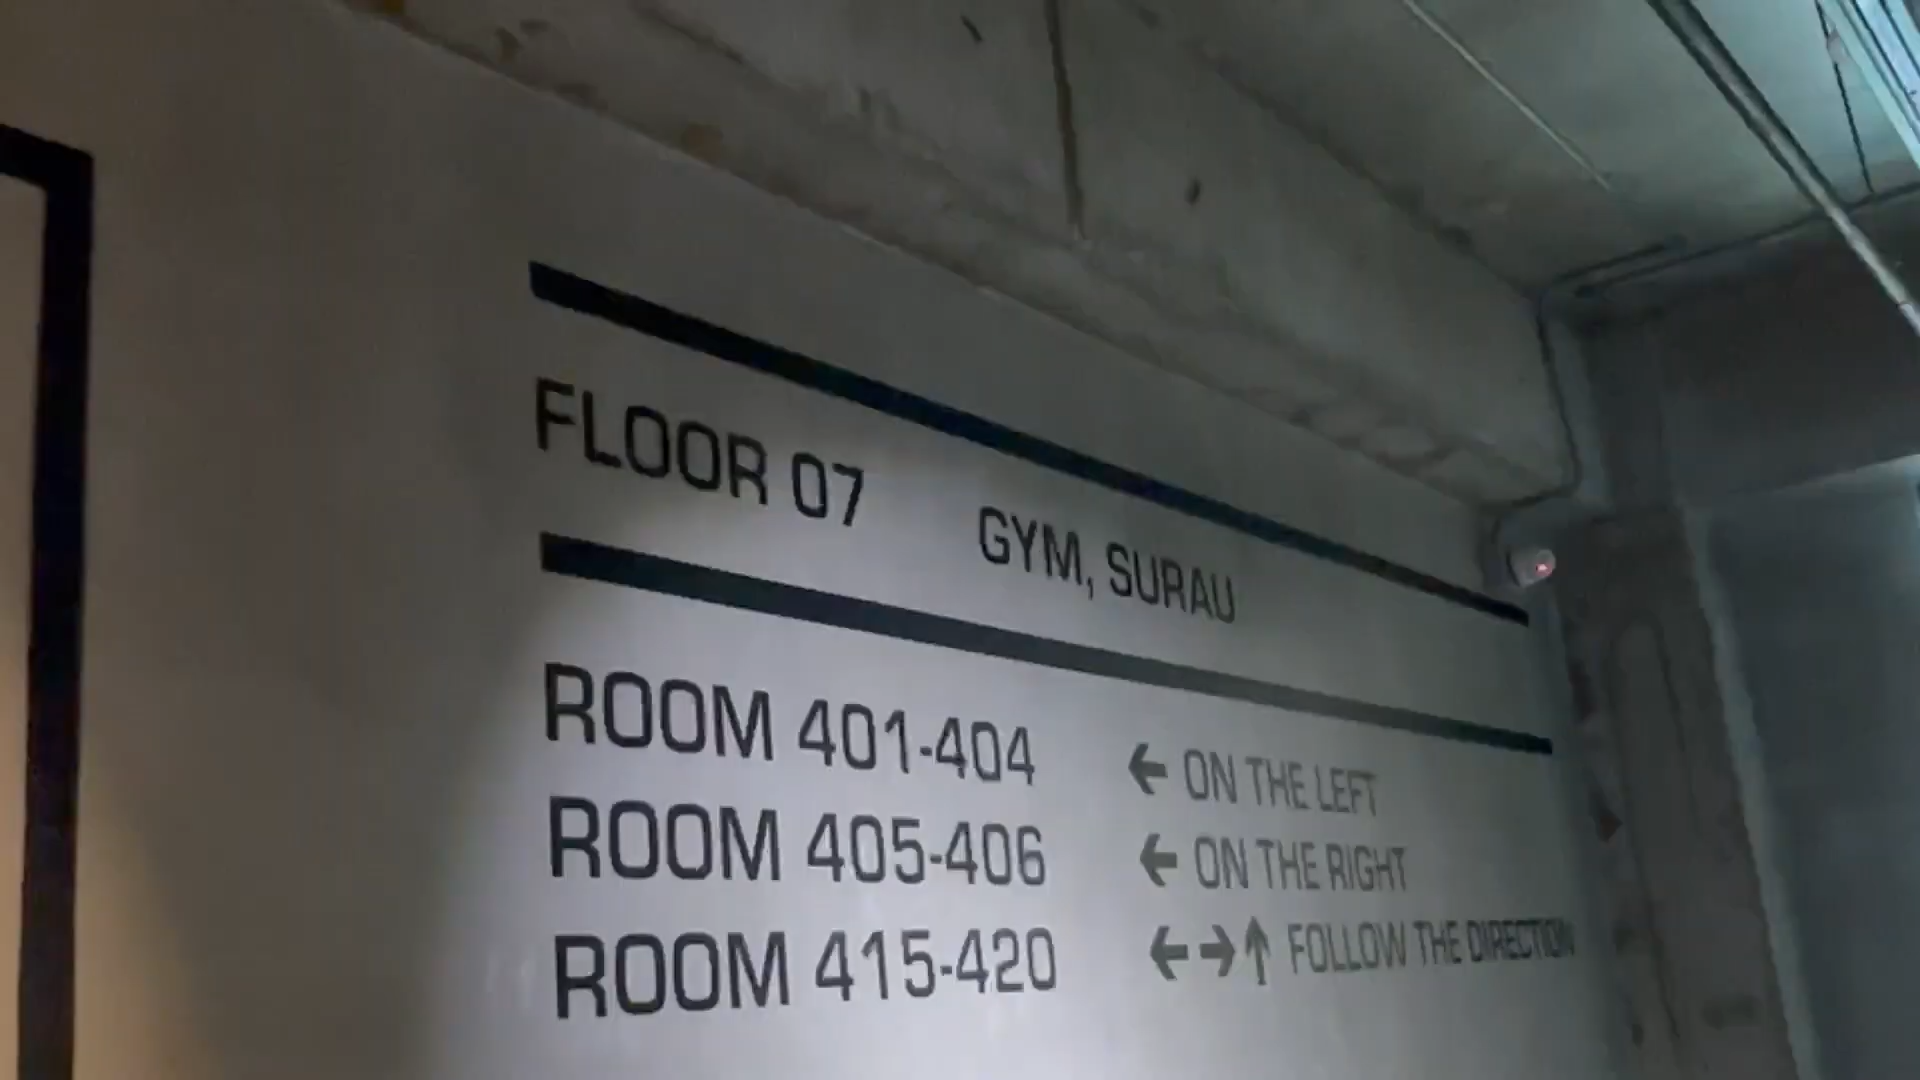 FLOOR 07 GYM, SURAU
ROOM 401-404 ← ON THE LEFT
ROOM 405-406 ← ON THE RIGHT
ROOM 415-420 ←→↑ FOLLOW THE DIRECTION